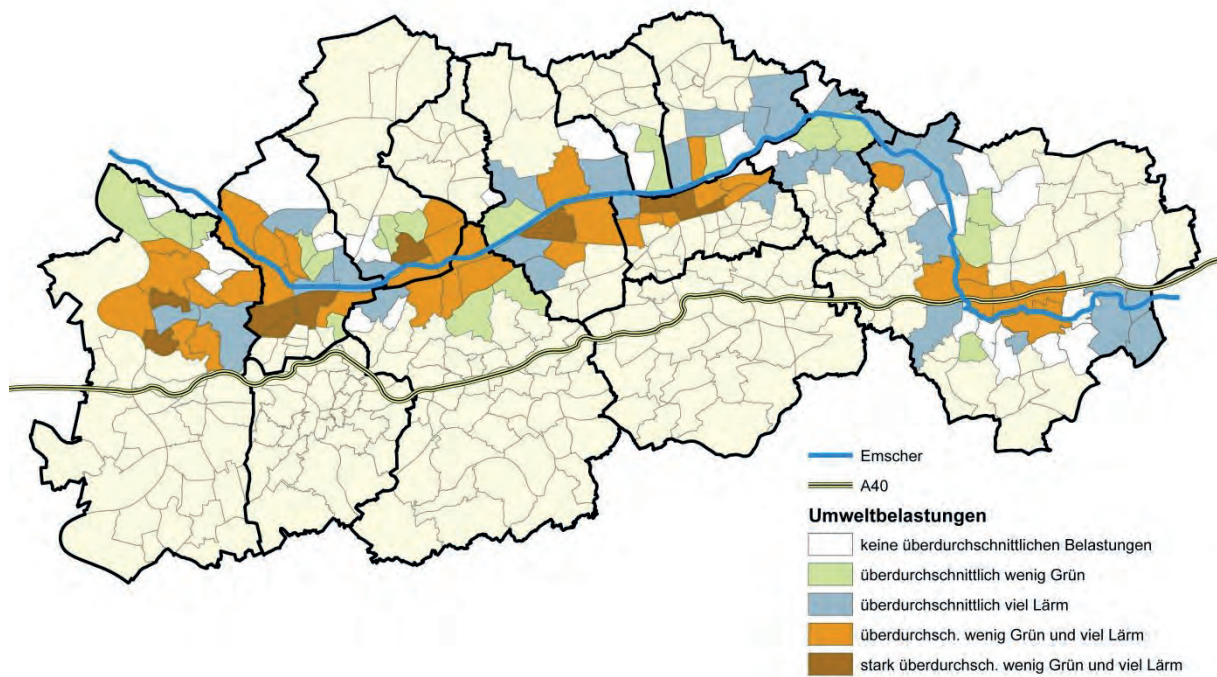 Emscher
A40
Umweltbelastungen
keine überdurchschnittlichen Belastungen
überdurchschnittlich wenig Grün
überdurchschnittlich viel Lärm
überdurchsch. wenig Grün und viel Lärm
stark überdurchsch. wenig Grün und viel Lärm